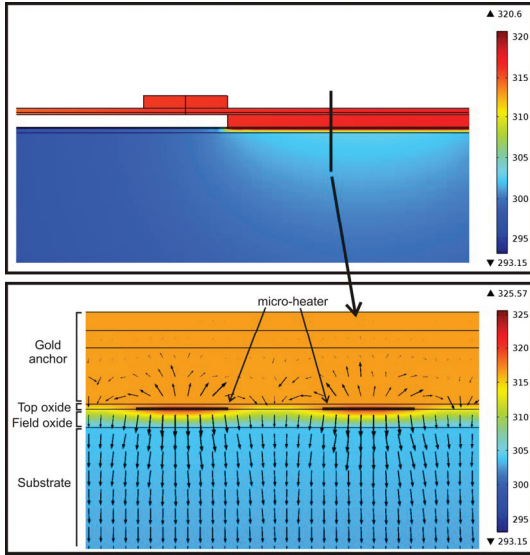 ▲ 320.6
320
315
310
305
300
295
▼ 293.15
micro-heater
▲ 325.57
Gold
anchor
Top oxide
Field oxide
Substrate
325
320
315
310
305
300
295
▼ 293.15